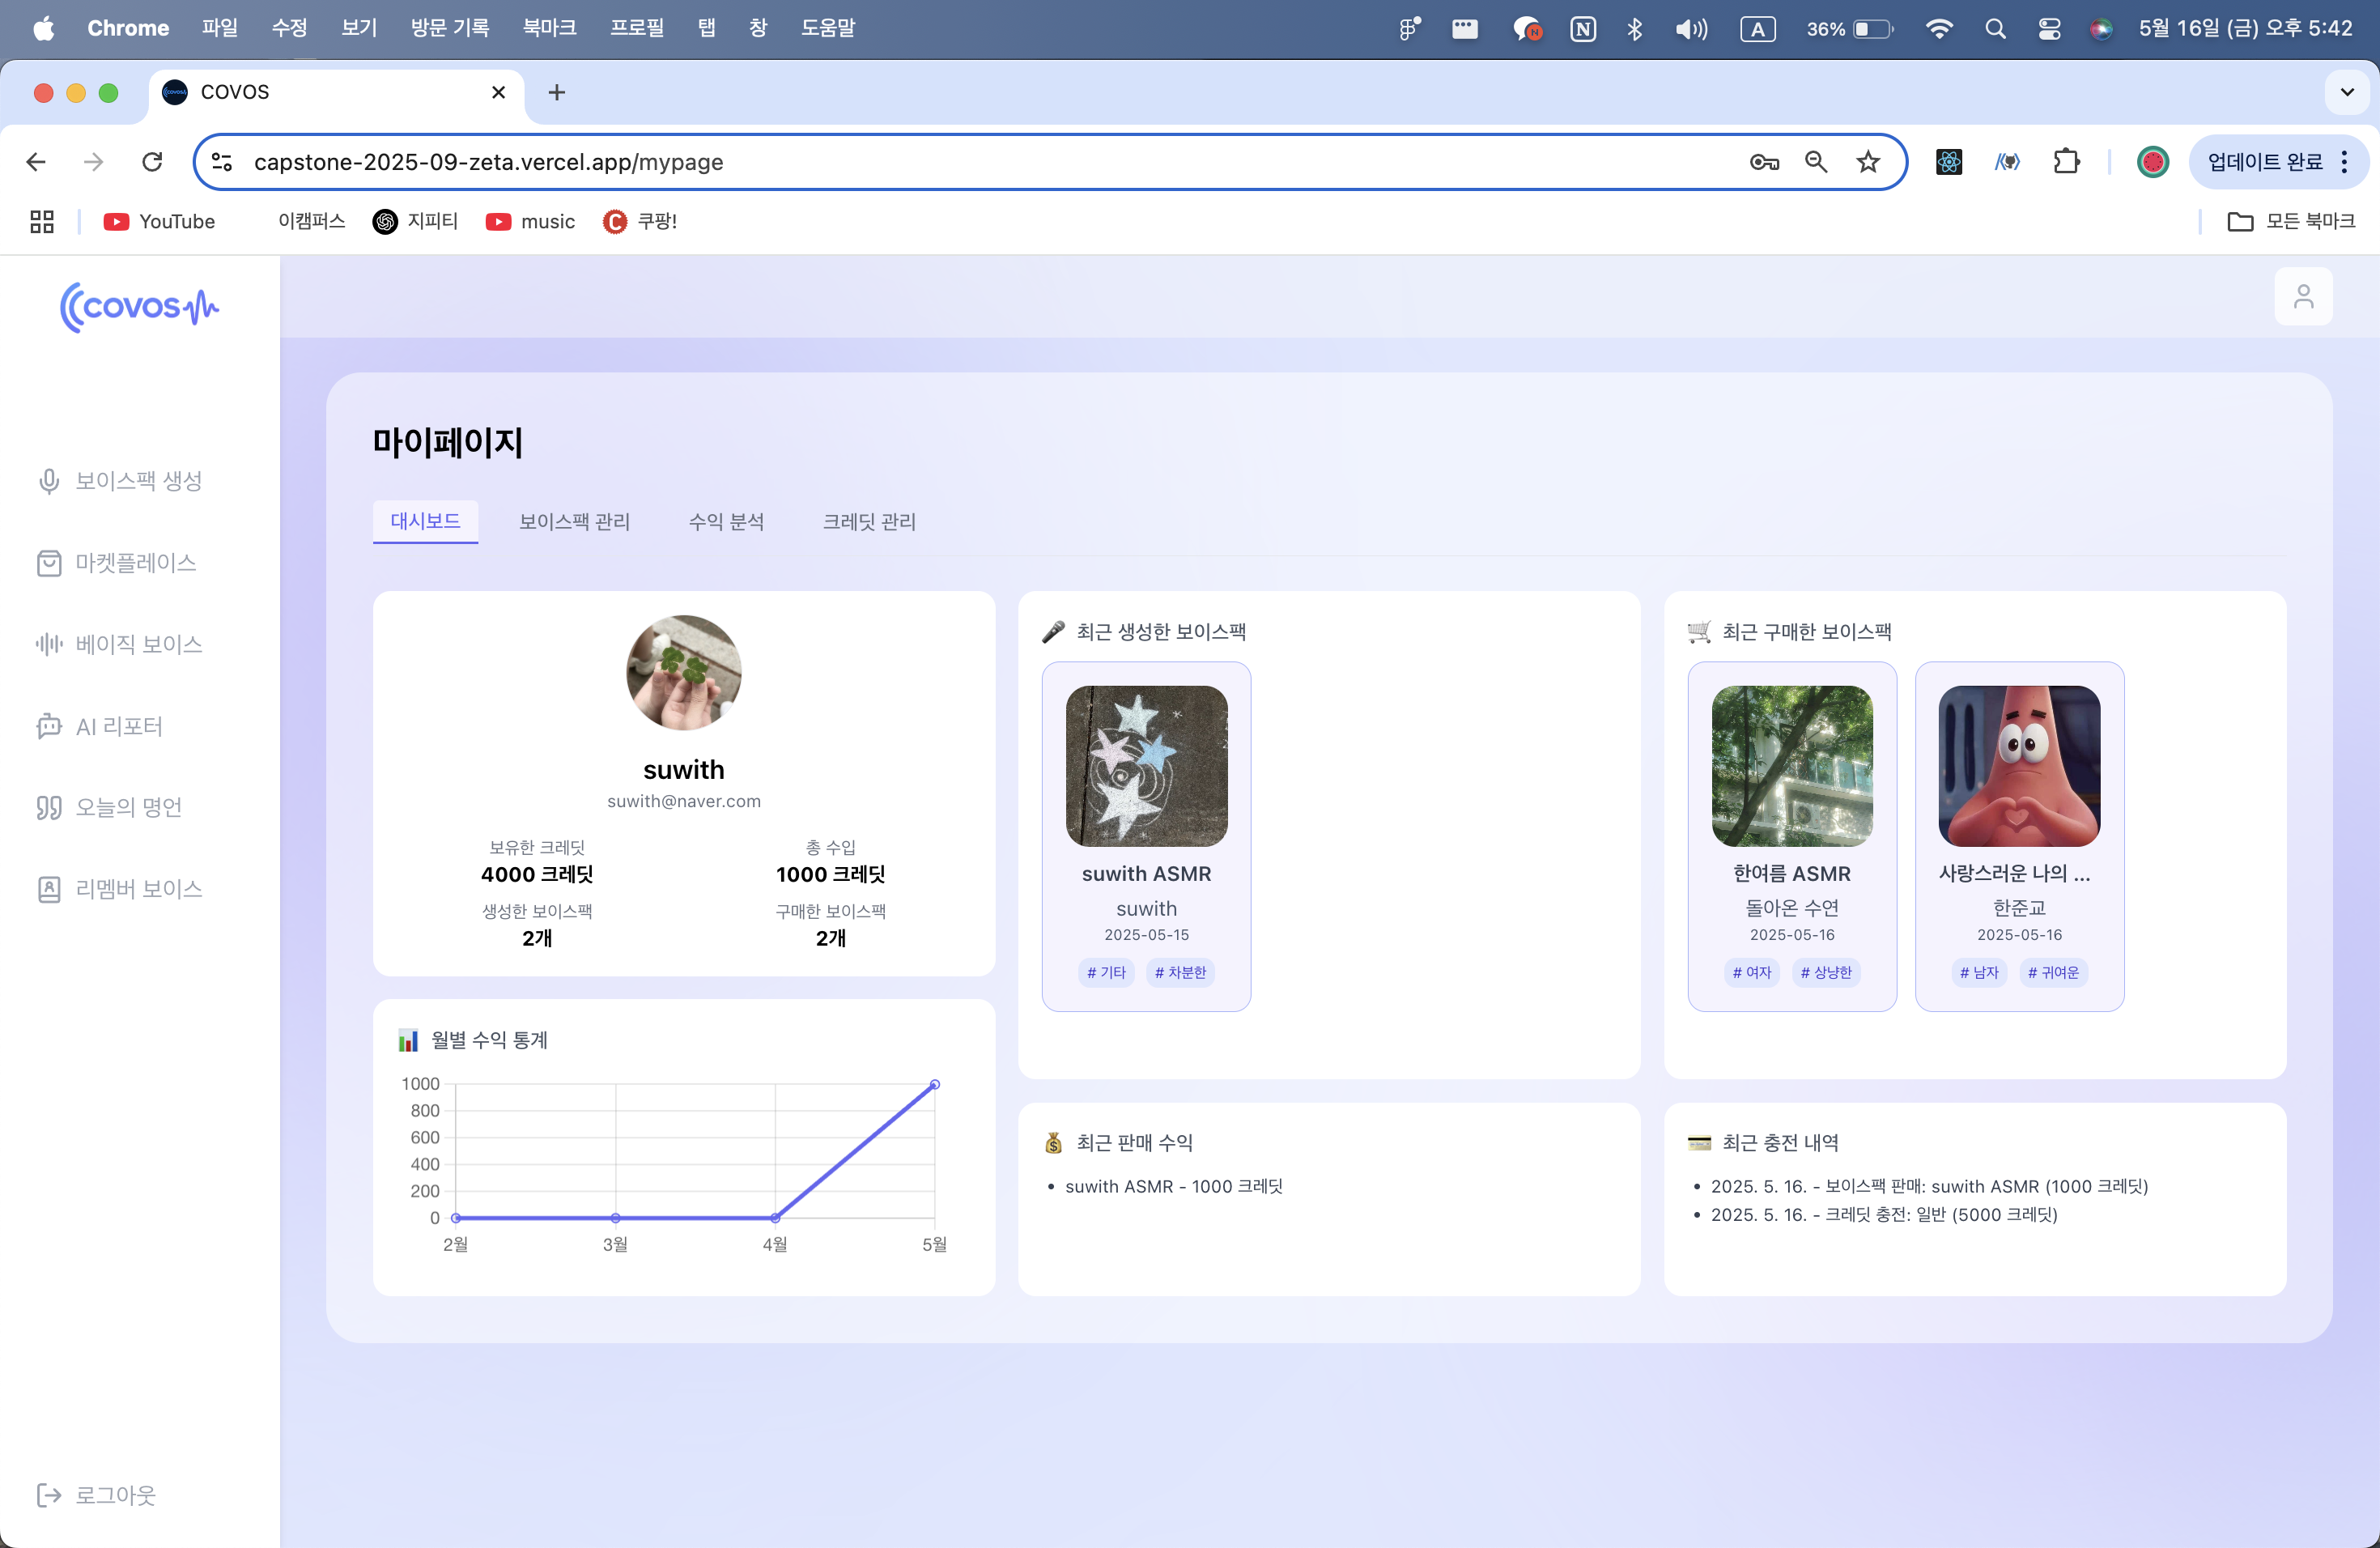 Chrome 파일 수정 보기 방문 기록 북마크 프로필 탭 창 도움말 N A 36% 5월 16일 (금) 오후 5:42
COVOS
capstone-2025-09-zeta.vercel.app/mypage 업데이트 완료
YouTube 이캠퍼스 지피티 music 쿠팡! 모든 북마크
covos
보이스팩 생성
마켓플레이스
베이직 보이스
AI 리포터
오늘의 명언
리멤버 보이스
로그아웃
마이페이지
대시보드 보이스팩 관리 수익 분석 크레딧 관리
suwith
suwith@naver.com
보유한 크레딧 총 수입
4000 크레딧 1000 크레딧
생성한 보이스팩 구매한 보이스팩
2개 2개
월별 수익 통계
1000
800
600
400
200
0
2월 3월 4월 5월
최근 생성한 보이스팩
suwith ASMR
suwith
2025-05-15
# 기타 # 차분한
최근 구매한 보이스팩
한여름 ASMR
돌아온 수연
2025-05-16
# 여자 # 상냥한
사랑스러운 나의 ...
한준교
2025-05-16
# 남자 # 귀여운
최근 판매 수익
• suwith ASMR - 1000 크레딧
최근 충전 내역
• 2025. 5. 16. - 보이스팩 판매: suwith ASMR (1000 크레딧)
• 2025. 5. 16. - 크레딧 충전: 일반 (5000 크레딧)